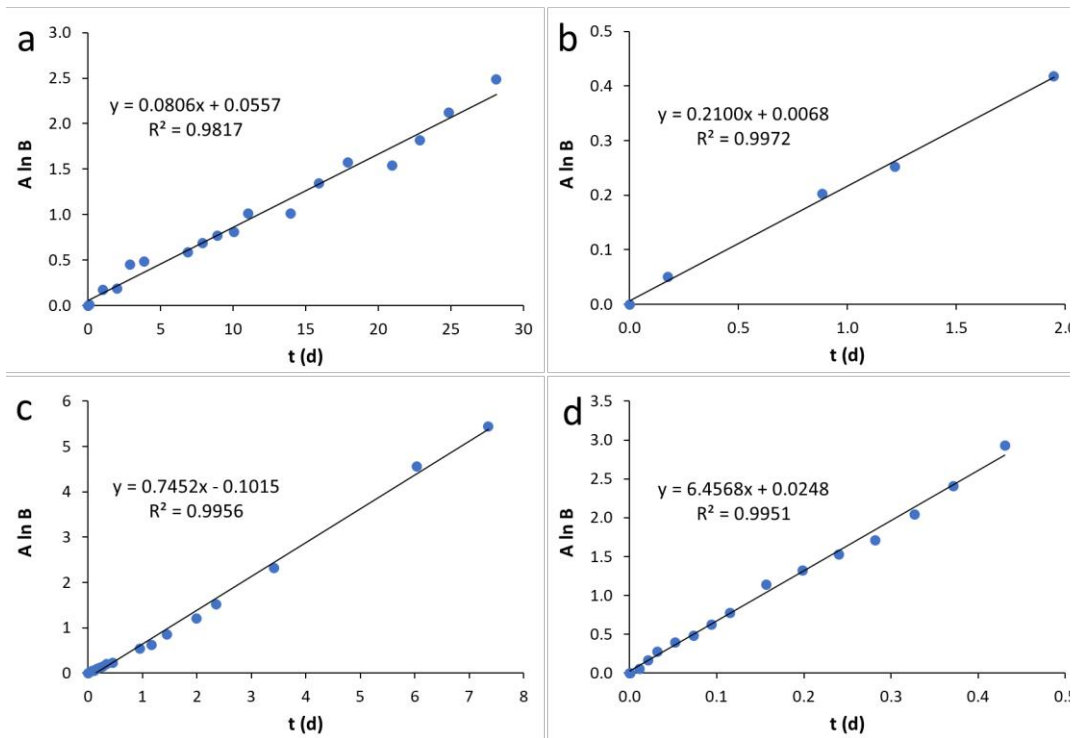 a
3.0
2.5
2.0
1.5
1.0
0.5
0.0
A ln B
y = 0.0806x + 0.0557
R² = 0.9817
0 5 10 15 20 25 30
t (d)
b
0.5
0.4
0.3
0.2
0.1
0.0
A ln B
y = 0.2100x + 0.0068
R² = 0.9972
0.0 0.5 1.0 1.5 2.0
t (d)
c
6
5
4
3
2
1
0
A ln B
y = 0.7452x - 0.1015
R² = 0.9956
0 1 2 3 4 5 6 7 8
t (d)
d
3.5
3.0
2.5
2.0
1.5
1.0
0.5
0.0
A ln B
y = 6.4568x + 0.0248
R² = 0.9951
0.0 0.1 0.2 0.3 0.4 0.5
t (d)